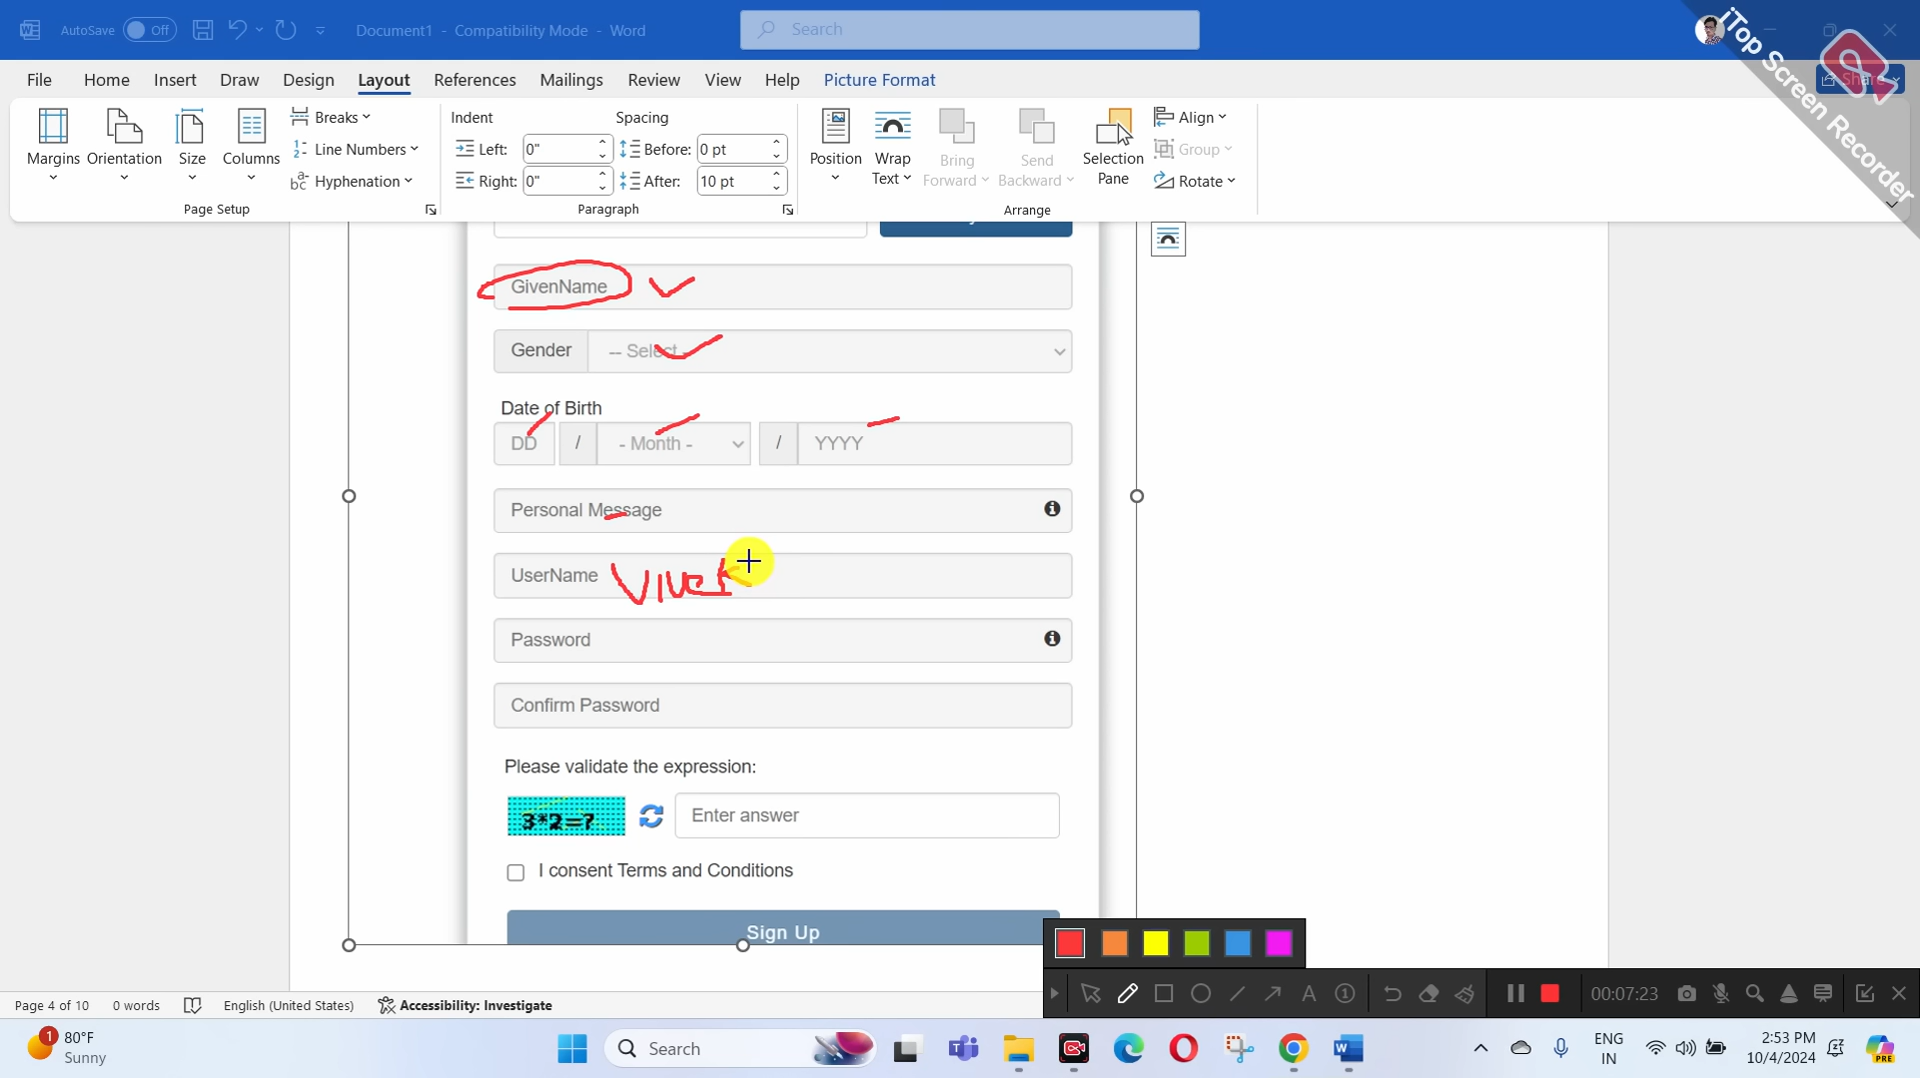 AutoSave Off Document1 - Compatibility Mode - Word Search
iTop Screen Recorder
File Home Insert Draw Design Layout References Mailings Review View Help Picture Format Share
Margins Orientation Size Columns Breaks Line Numbers Hyphenation
Page Setup
Indent Spacing
Left: 0" Before: 0 pt
Right: 0" After: 10 pt
Paragraph
Position Wrap Text Bring Forward Send Backward Selection Pane Align Group Rotate
Arrange
GivenName
Gender -- Select --
Date of Birth
DD / - Month - / YYYY
Personal Message
UserName Vivek
Password
Confirm Password
Please validate the expression:
3*2=? Enter answer
I consent Terms and Conditions
Sign Up
00:07:23
Page 4 of 10 0 words English (United States) Accessibility: Investigate
1 80°F
Sunny
Search
ENG
IN
2:53 PM
10/4/2024
PRE